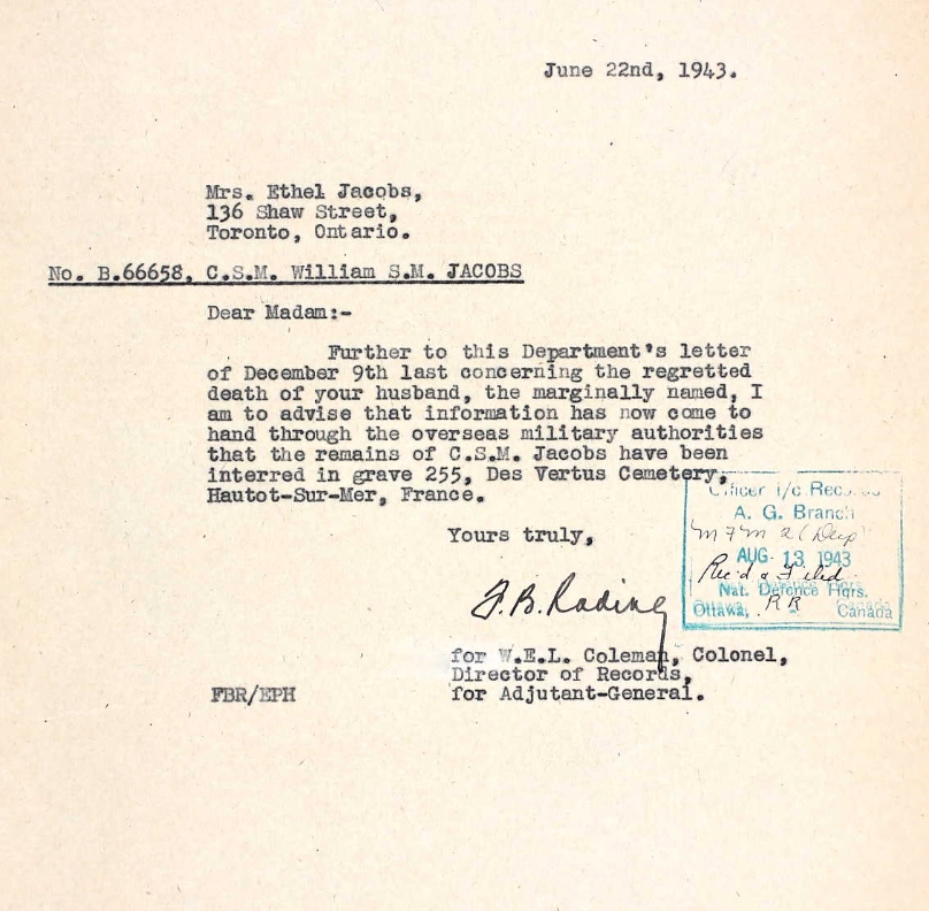 June 22nd, 1943.
Mrs. Ethel Jacobs,
136 Shaw Street,
Toronto, Ontario.
No. B.66658, C.S.M. William S.M. JACOBS
Dear Madam:-
Further to this Department's letter
of December 9th last concerning the regretted
death of your husband, the marginally named, I
am to advise that information has now come to
hand through the overseas military authorities
that the remains of C.S.M. Jacobs have been
interred in grave 255, Des Vertus Cemetery,
Hautot-Sur-Mer, France.
Officer i/c Records
A. G. Branch
AUG 13 1943
Rec'd & Filed
Nat. Defence Hqrs.
Ottawa, RR Canada
Yours truly,
F.B. Rading
for W.E.L. Coleman, Colonel,
Director of Records,
FBR/EPH for Adjutant-General.